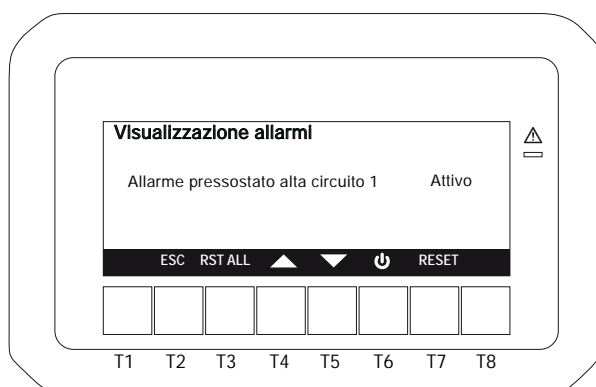 Visualizzazione allarmi
Allarme pressostato alta circuito 1 Attivo
ESC RST ALL RESET
T1 T2 T3 T4 T5 T6 T7 T8